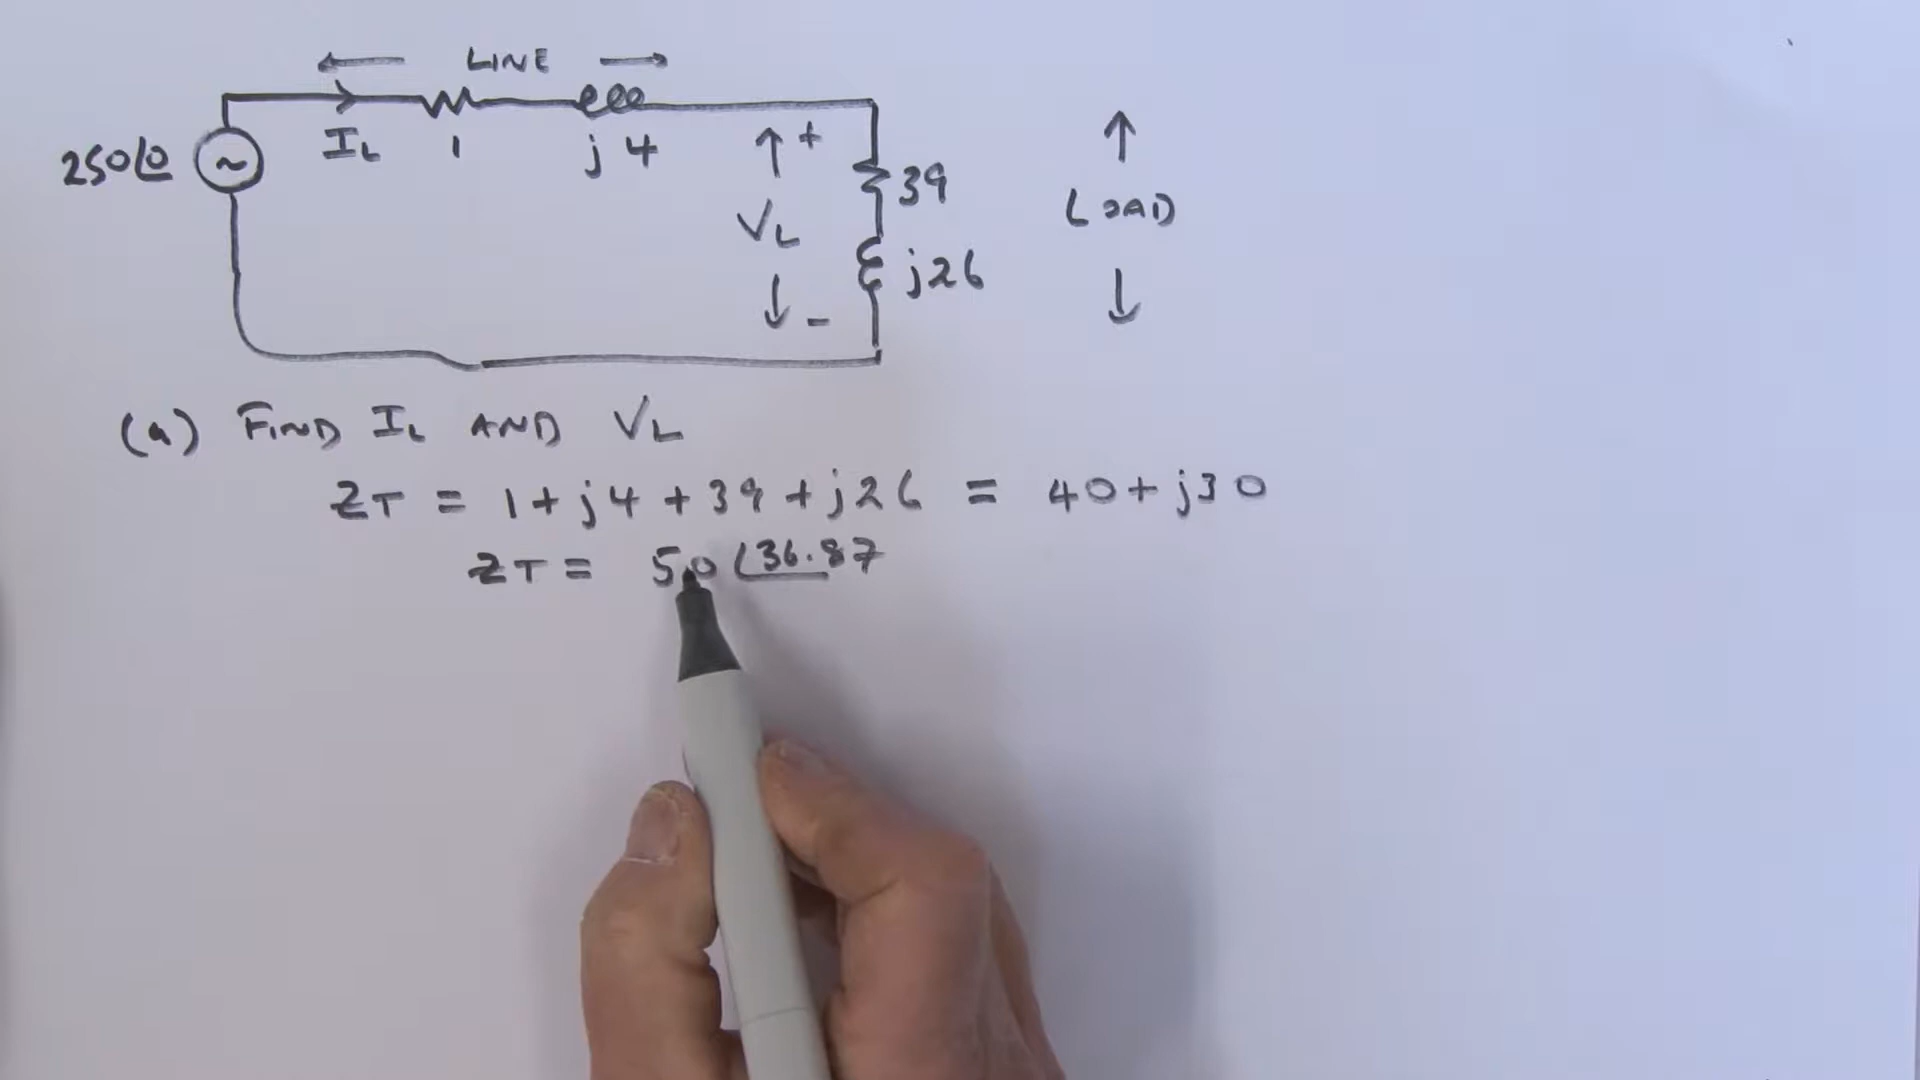 LINE
250∠0 ~ IL 1 j4 + VL - 39 j26 LOAD
(a) FIND IL AND VL
ZT = 1 + j4 + 39 + j26 = 40 + j30
ZT = 50∠36.87